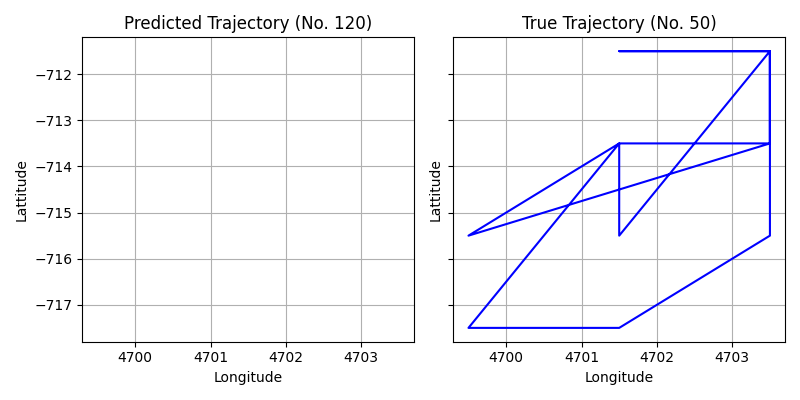 Predicted Trajectory (No. 120)
True Trajectory (No. 50)
−712
−713
−714
−715
−716
−717
Lattitude
Lattitude
4700 4701 4702 4703
4700 4701 4702 4703
Longitude
Longitude